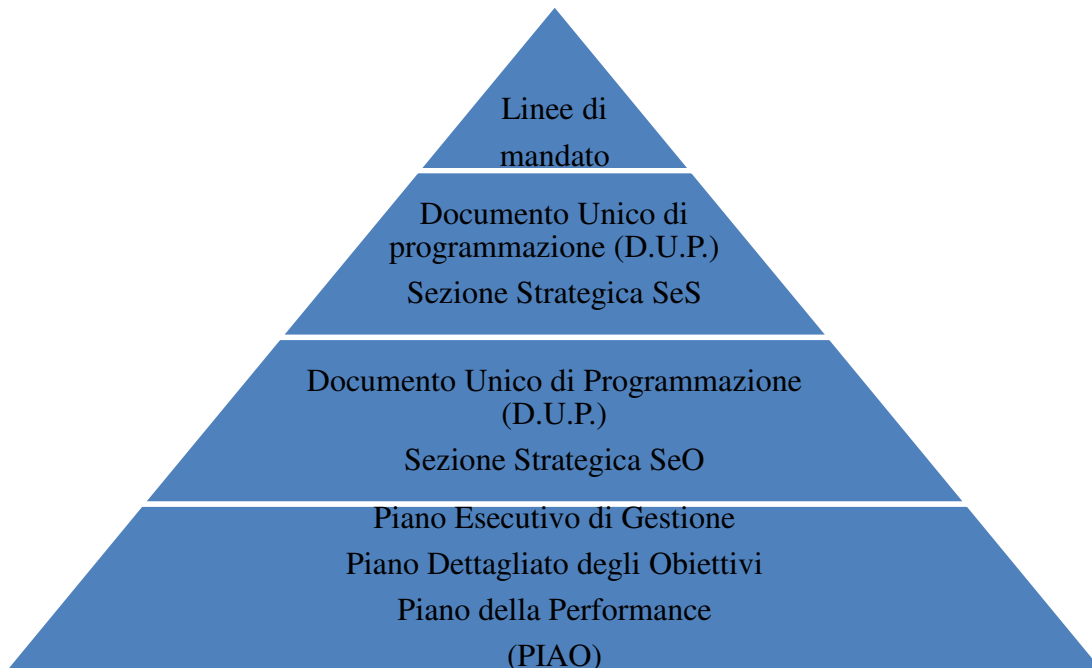 Linee di
mandato
Documento Unico di
programmazione (D.U.P.)
Sezione Strategica SeS
Documento Unico di Programmazione
(D.U.P.)
Sezione Strategica SeO
Piano Esecutivo di Gestione
Piano Dettagliato degli Obiettivi
Piano della Performance
(PIAO)